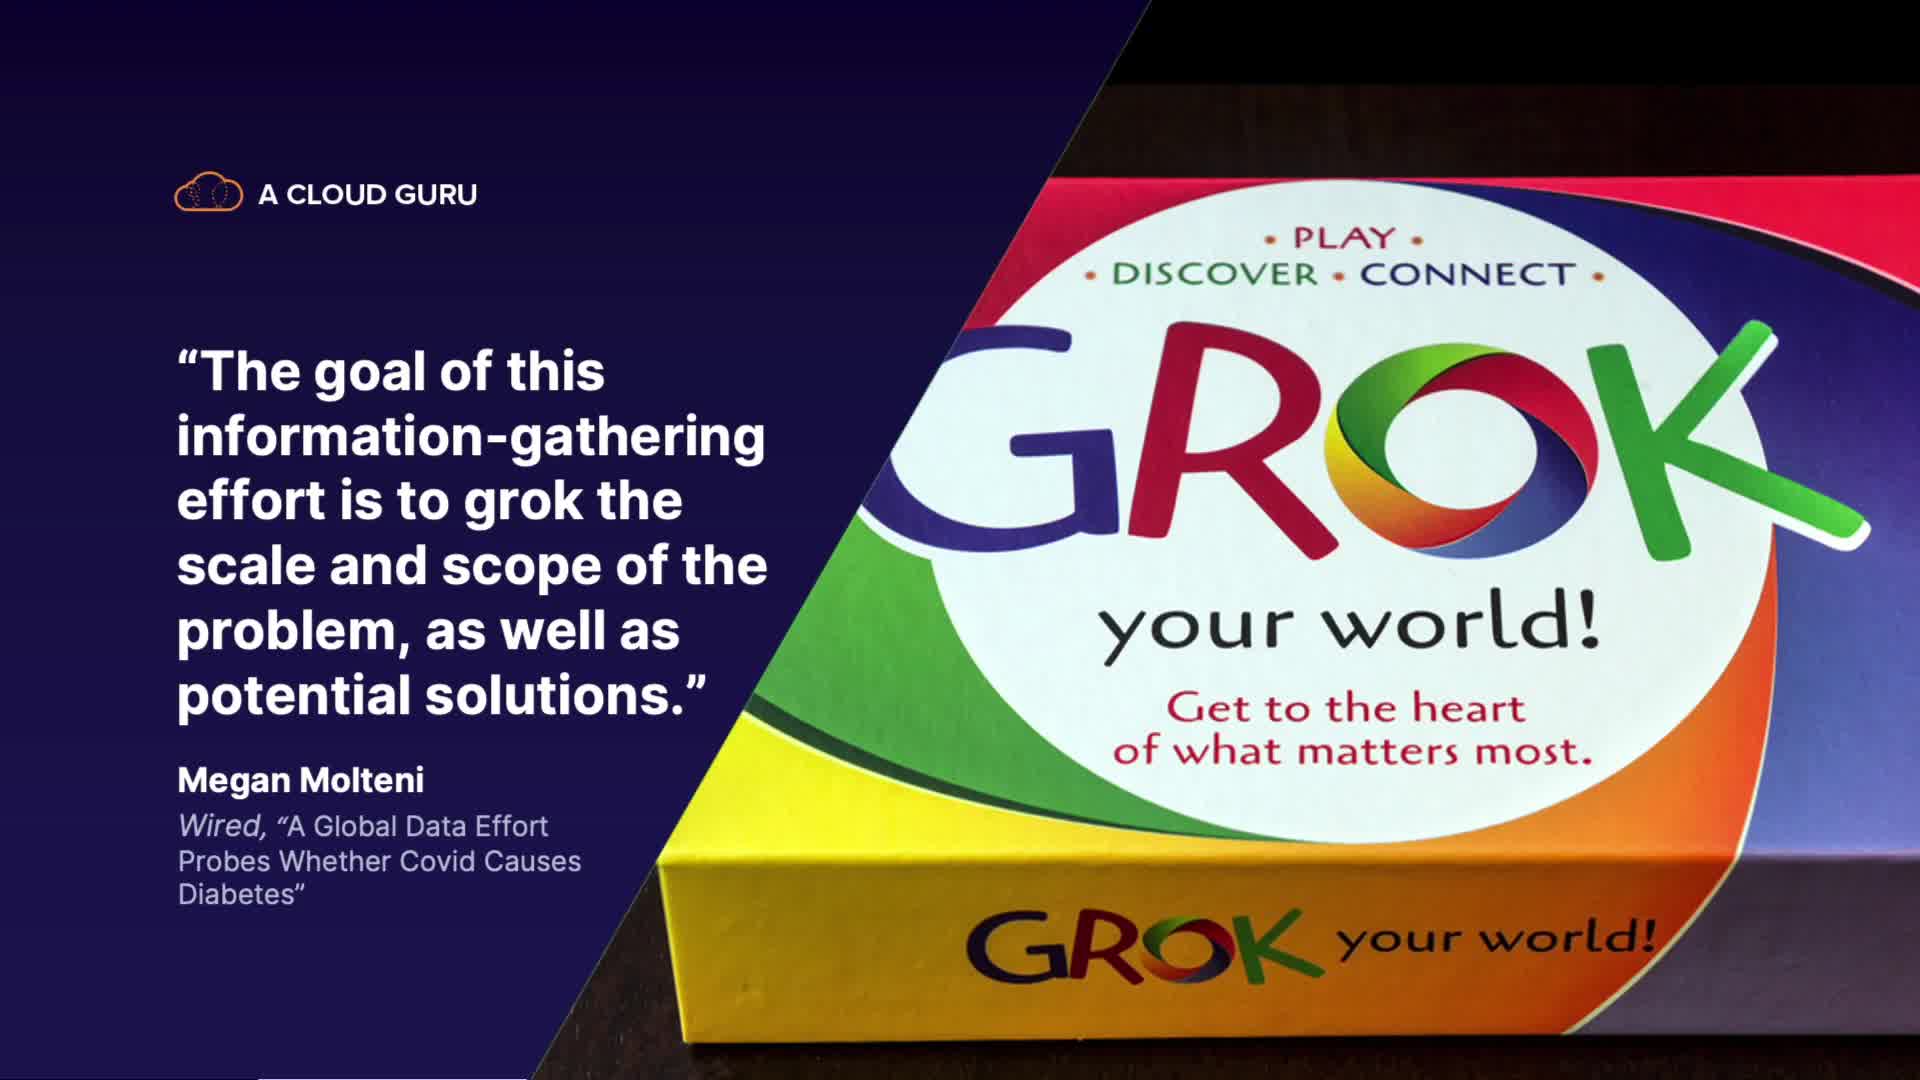 A CLOUD GURU
“The goal of this
information-gathering
effort is to grok the
scale and scope of the
problem, as well as
potential solutions.”
Megan Molteni
Wired, “A Global Data Effort
Probes Whether Covid Causes
Diabetes”
• PLAY •
• DISCOVER • CONNECT •
GROK
your world!
Get to the heart
of what matters most.
GROK your world!